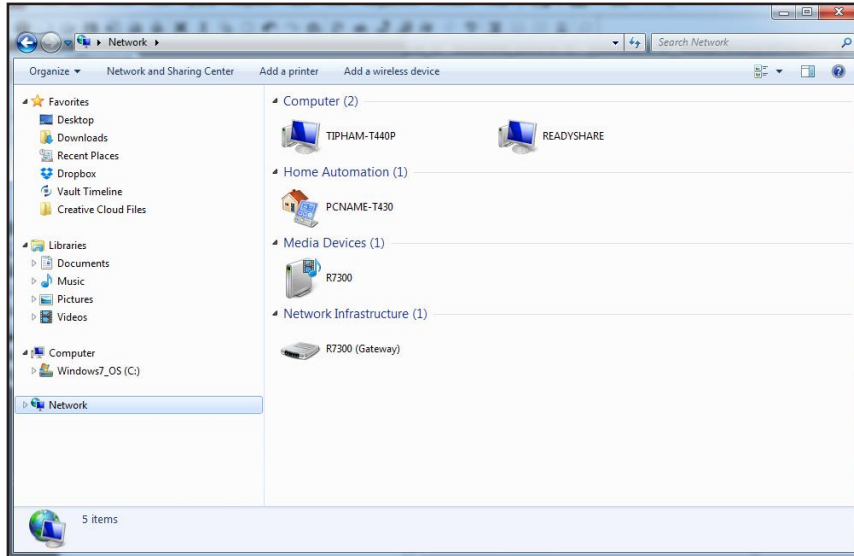 Network
Search Network
Organize
Network and Sharing Center
Add a printer
Add a wireless device
Favorites
Desktop
Downloads
Recent Places
Dropbox
Vault Timeline
Creative Cloud Files
Libraries
Documents
Music
Pictures
Videos
Computer
Windows7_OS (C:)
Network
Computer (2)
TIPHAM-T440P
READYSHARE
Home Automation (1)
PCNAME-T430
Media Devices (1)
R7300
Network Infrastructure (1)
R7300 (Gateway)
5 items